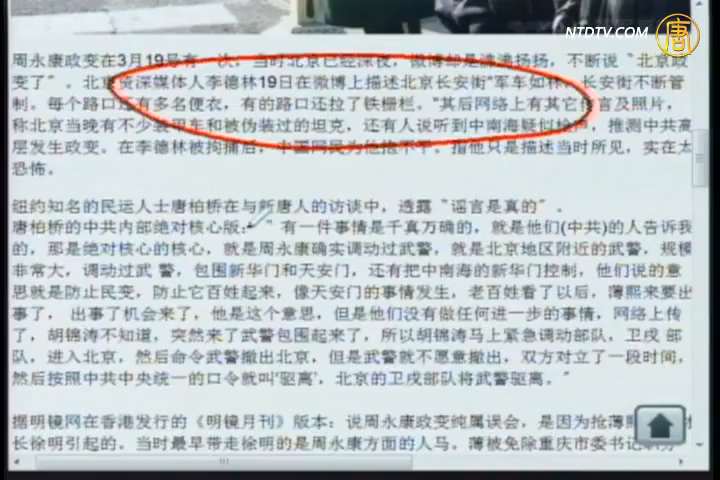 NTDTV.COM
唐
周永康政变在3月19号有一次，当时北京已经深夜，微博却是沸沸扬扬，不断说“北京政
变了”。北京资深媒体人李德林19日在微博上描述北京长安街“军车如林，长安街不断管
制。每个路口还有多名便衣，有的路口还拉了铁栅栏。”其后网络上有其它传言及照片，
称北京当晚有不少装甲车和被伪装过的坦克，还有人说听到中南海疑似枪声，推测中共高
层发生政变。在李德林被拘捕后，中国网民为他抱不平。指他只是描述当时所见，实在太
恐怖。
纽约知名的民运人士唐柏桥在与新唐人的访谈中，透露“谣言是真的”。
唐柏桥的中共内部绝对核心版：“有一件事情是千真万确的，就是他们(中共)的人告诉我
的，那是绝对核心的核心，就是周永康确实调动过武警，就是北京地区附近的武警，规模
非常大，调动过武 警，包围新华门和天安门，还有把中南海的新华门控制，他们说的意
思就是防止民变，防止它百姓起来，像天安门的事情发生，老百姓看了以后，薄熙来要出
事了， 出事了机会来了，他是这个意思，但是他们没有做任何进一步的事情，网络上传
了，胡锦涛不知道，突然来了武警包围起来了，所以胡锦涛马上紧急调动部队，卫戍 部
队，进入北京，然后命令武警撤出北京，但是武警就不愿意撤出，双方对立了一段时间，
然后按照中共中央统一的口令就叫‘驱离’，北京的卫戍部队将武警驱离。”
据明镜网在香港发行的《明镜月刊》版本：说周永康政变纯属误会，是因为抢薄熙
长徐明引起的。当时最早带走徐明的是周永康方面的人马。薄被免除重庆市委书记